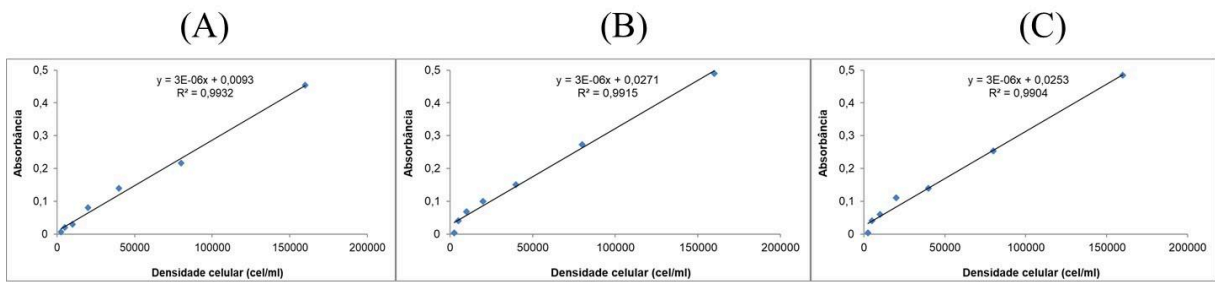 (A)
(B)
(C)
y = 3E-06x + 0,0093
R² = 0,9932
Absorbância
0,5
0,4
0,3
0,2
0,1
0
0 50000 100000 150000 200000
Densidade celular (cel/ml)
y = 3E-06x + 0,0271
R² = 0,9915
Absorbância
0,5
0,4
0,3
0,2
0,1
0
0 50000 100000 150000 200000
Densidade celular (cel/ml)
y = 3E-06x + 0,0253
R² = 0,9904
Absorbância
0,5
0,4
0,3
0,2
0,1
0
0 50000 100000 150000 200000
Densidade celular (cel/ml)